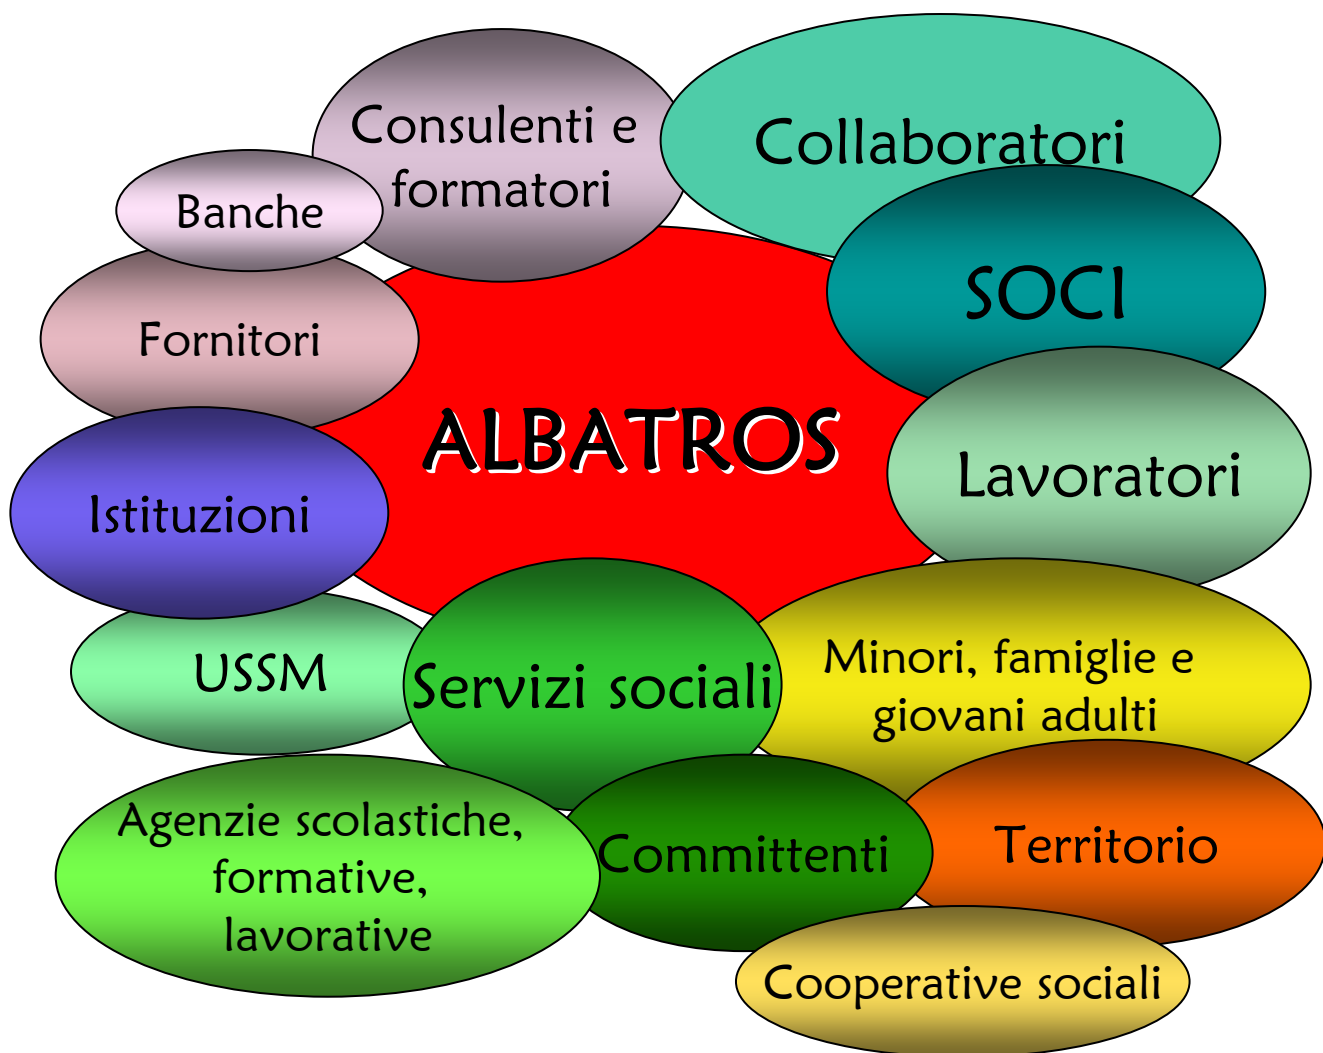 Consulenti e
formatori
Collaboratori
Banche
SOCI
Fornitori
ALBATROS
Lavoratori
Istituzioni
USSM
Servizi sociali
Minori, famiglie e
giovani adulti
Agenzie scolastiche,
formative,
lavorative
Committenti
Territorio
Cooperative sociali